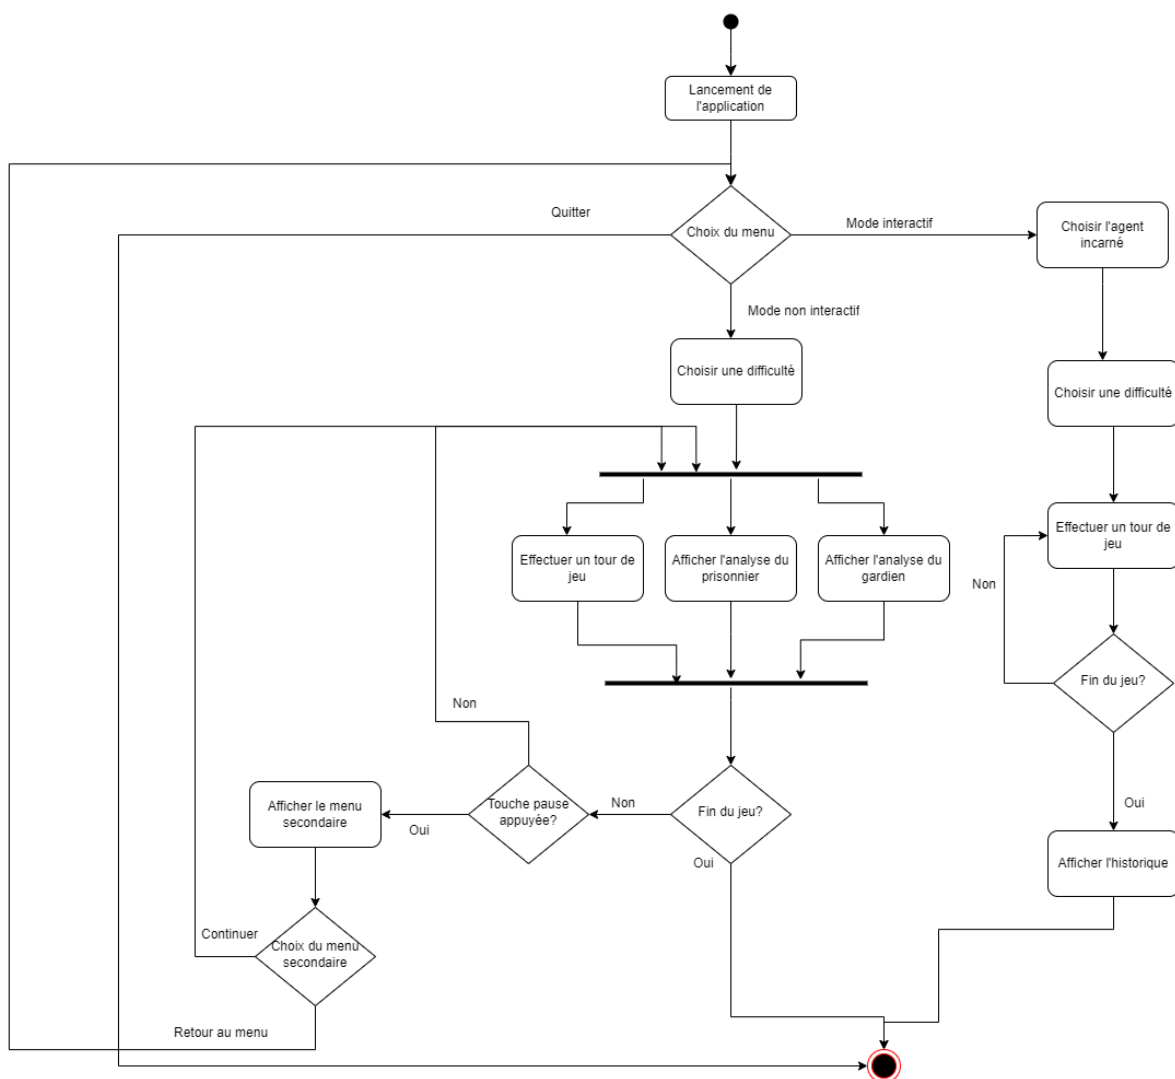 Lancement de
l'application
Quitter
Mode interactif
Choix du menu
Choisir l'agent
incarné
Mode non interactif
Choisir une difficulté
Choisir une difficulté
Effectuer un tour de
jeu
Effectuer un tour de
jeu
Afficher l'analyse du
prisonnier
Afficher l'analyse du
gardien
Non
Fin du jeu?
Non
Afficher le menu
secondaire
Oui
Touche pause
appuyée?
Non
Fin du jeu?
Oui
Oui
Afficher l'historique
Continuer
Choix du menu
secondaire
Retour au menu